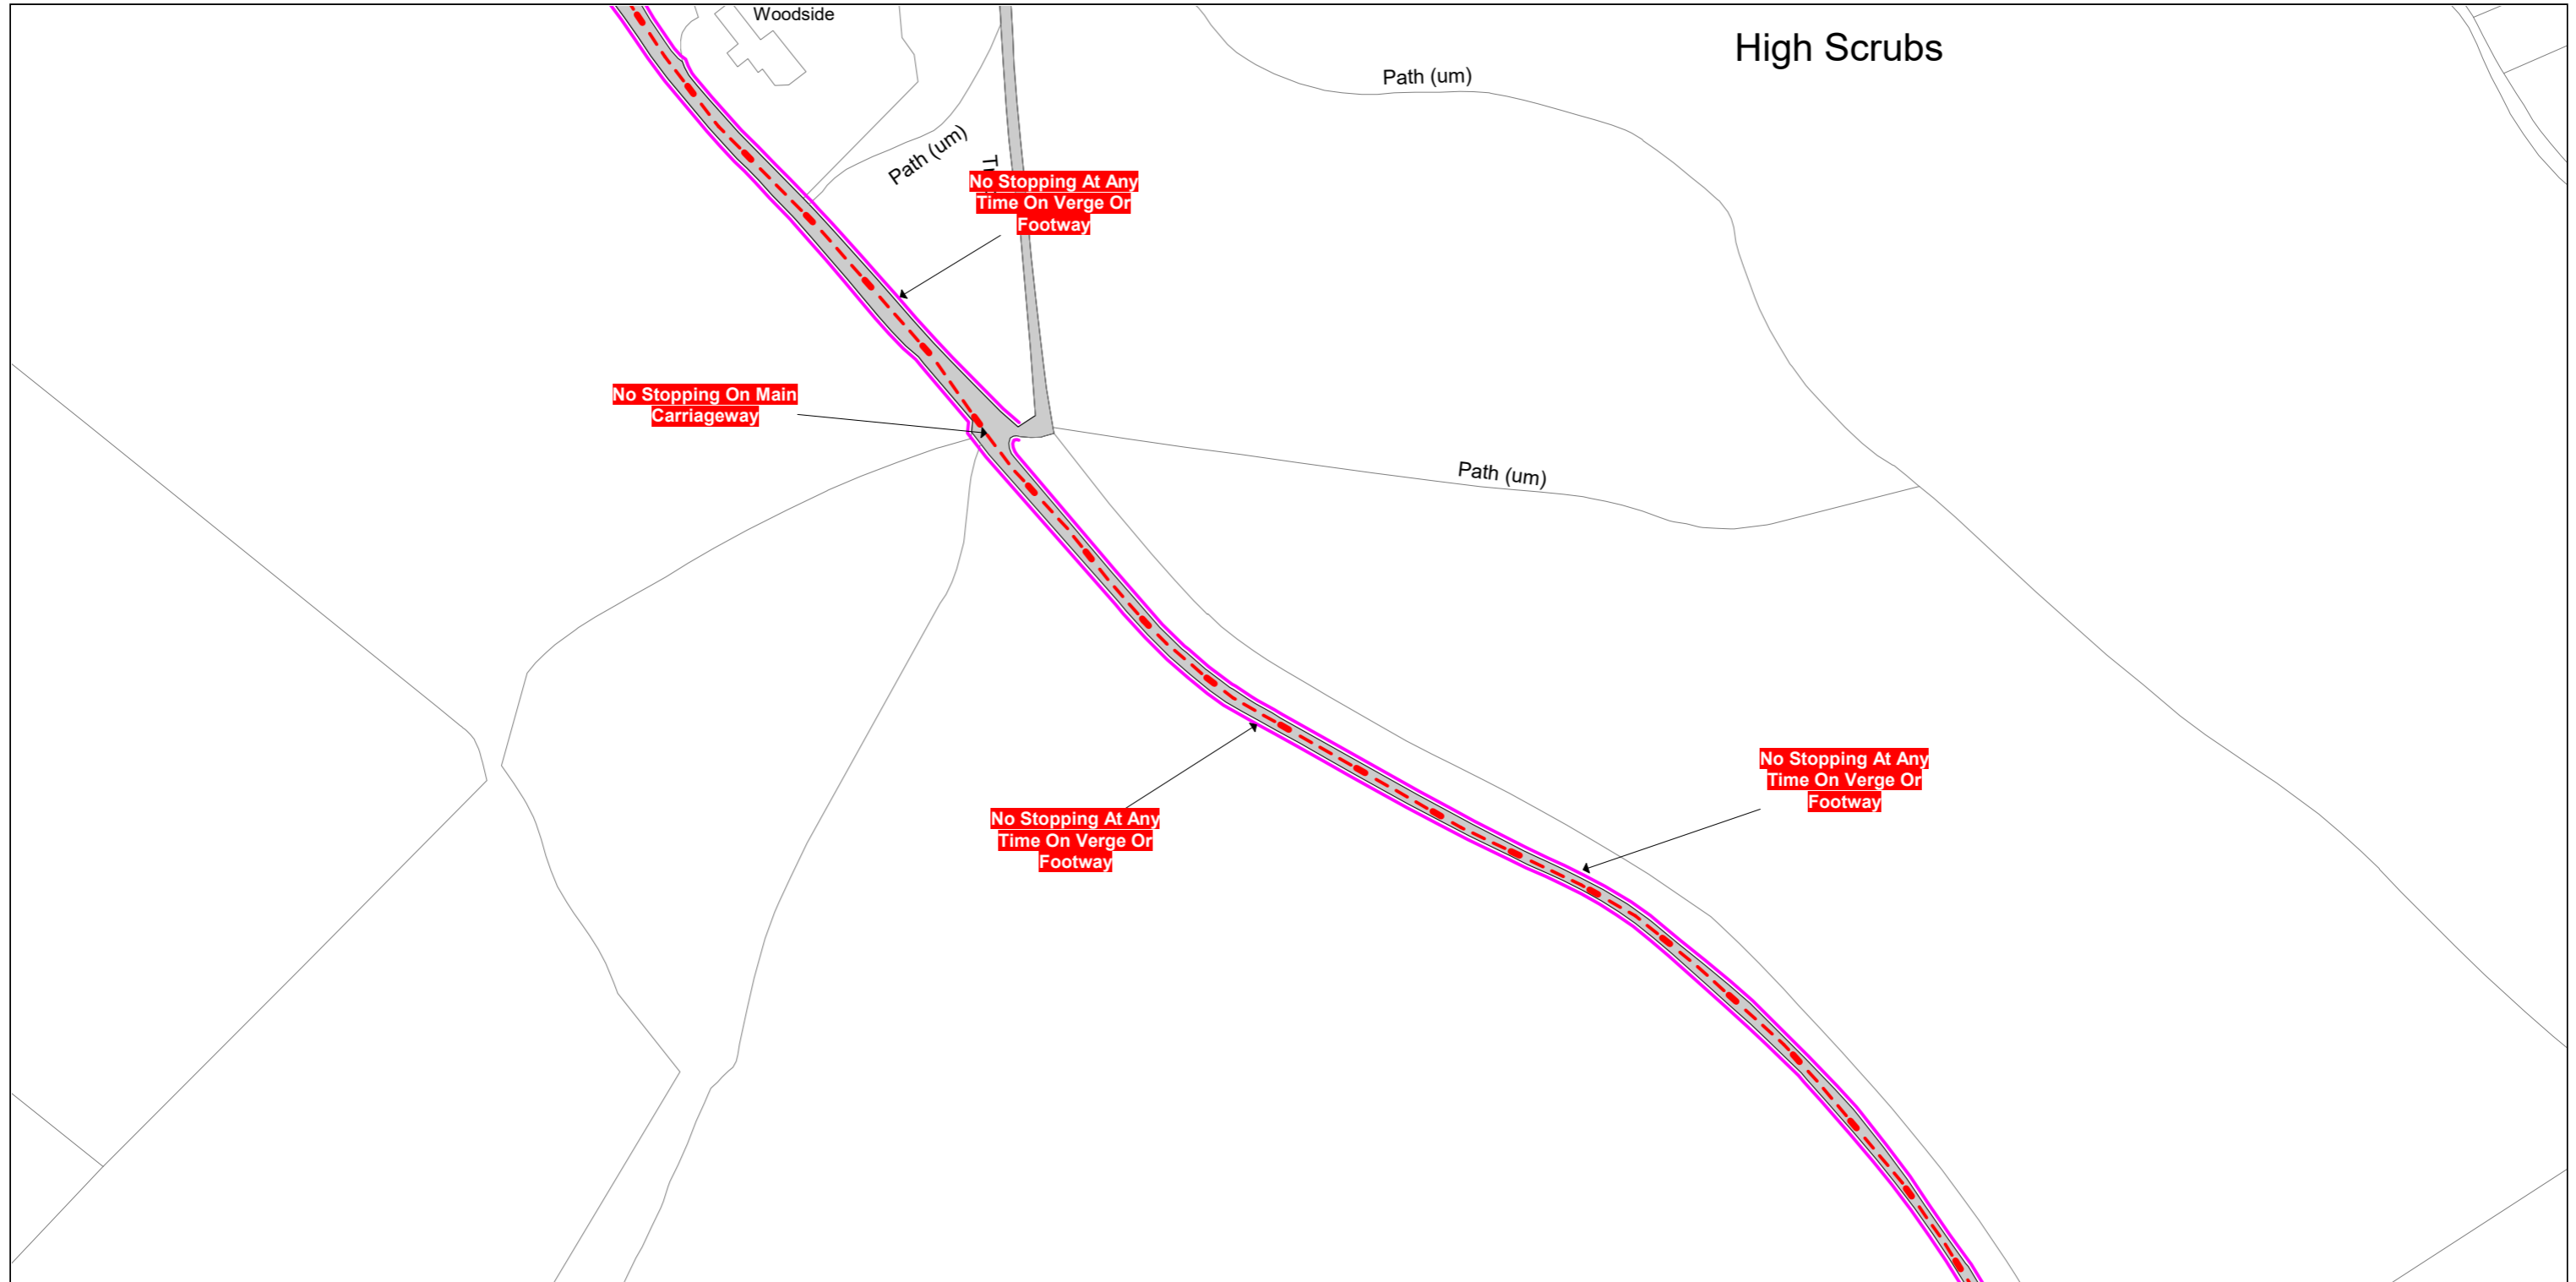 Woodside
High Scrubs
Path (um)
Path (um)
No Stopping At Any
Time On Verge Or
Footway
No Stopping On Main
Carriageway
Path (um)
No Stopping At Any
Time On Verge Or
Footway
No Stopping At Any
Time On Verge Or
Footway